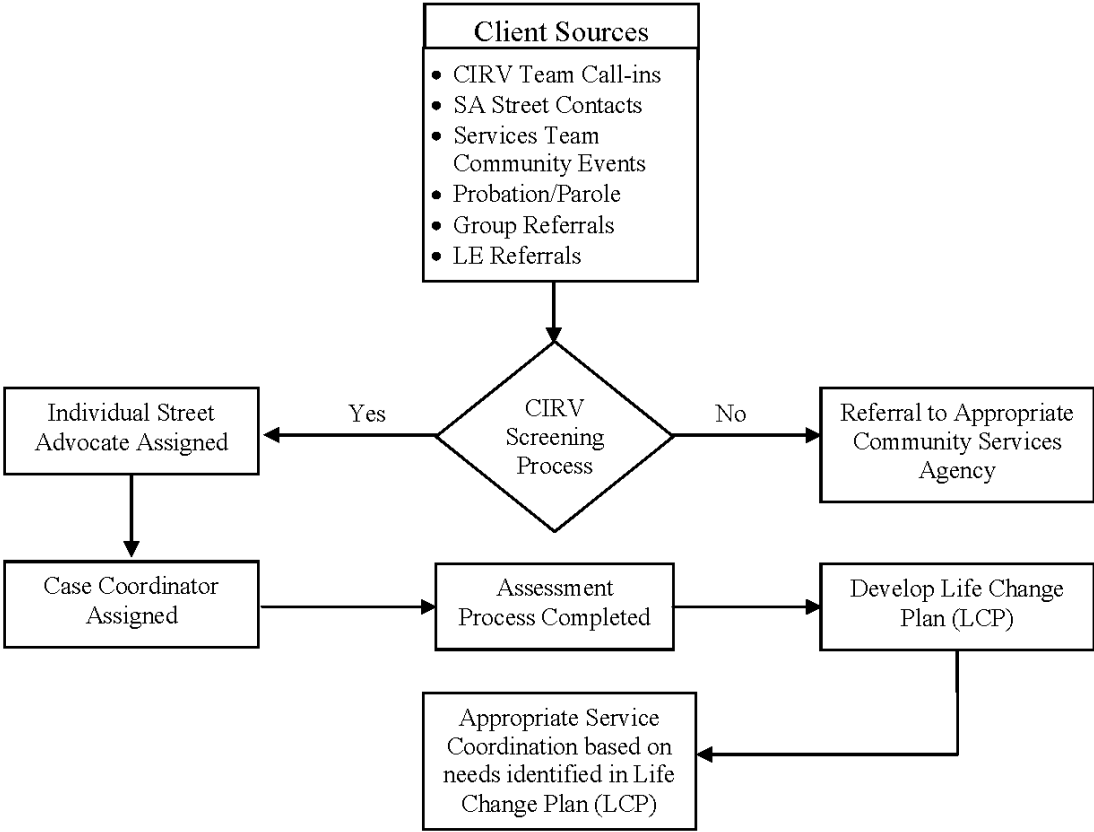 Client Sources
• CIRV Team Call-ins
• SA Street Contacts
• Services Team
Community Events
• Probation/Parole
• Group Referrals
• LE Referrals
CIRV
Screening
Process
Yes
No
Individual Street
Advocate Assigned
Referral to Appropriate
Community Services
Agency
Case Coordinator
Assigned
Assessment
Process Completed
Develop Life Change
Plan (LCP)
Appropriate Service
Coordination based on
needs identified in Life
Change Plan (LCP)